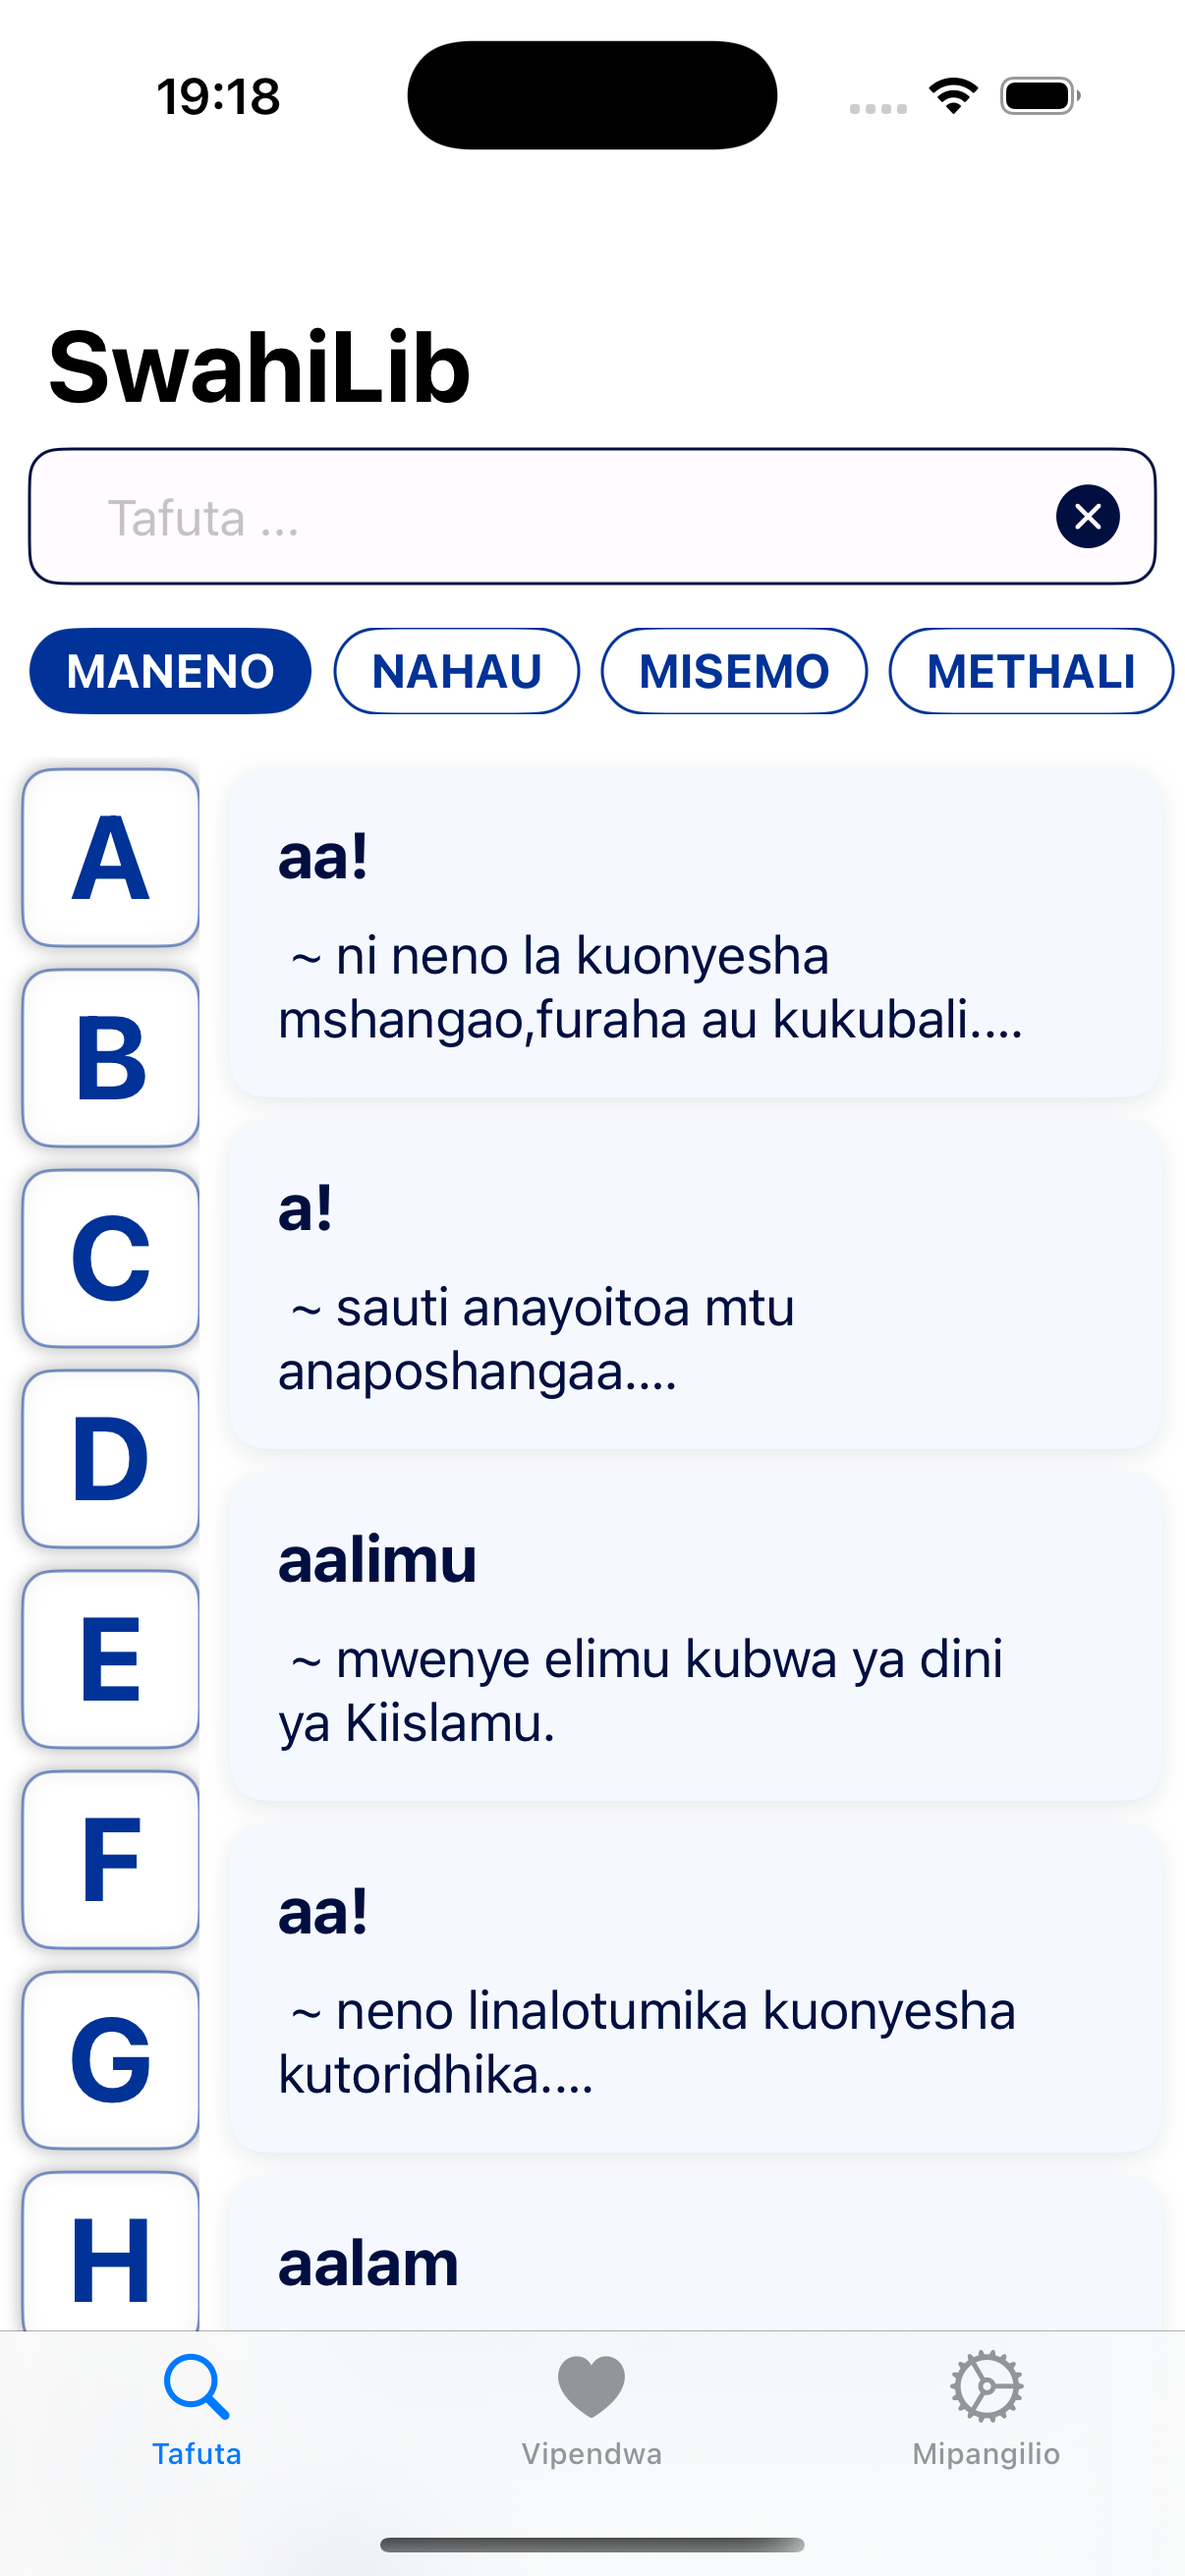 19:18
SwahiLib
Tafuta ...
MANENO NAHAU MISEMO METHALI
A
B
C
D
E
F
G
H
aa!
~ ni neno la kuonyesha
mshangao,furaha au kukubali....
a!
~ sauti anayoitoa mtu
anaposhangaa....
aalimu
~ mwenye elimu kubwa ya dini
ya Kiislamu.
aa!
~ neno linalotumika kuonyesha
kutoridhika....
aalam
Tafuta Vipendwa Mipangilio